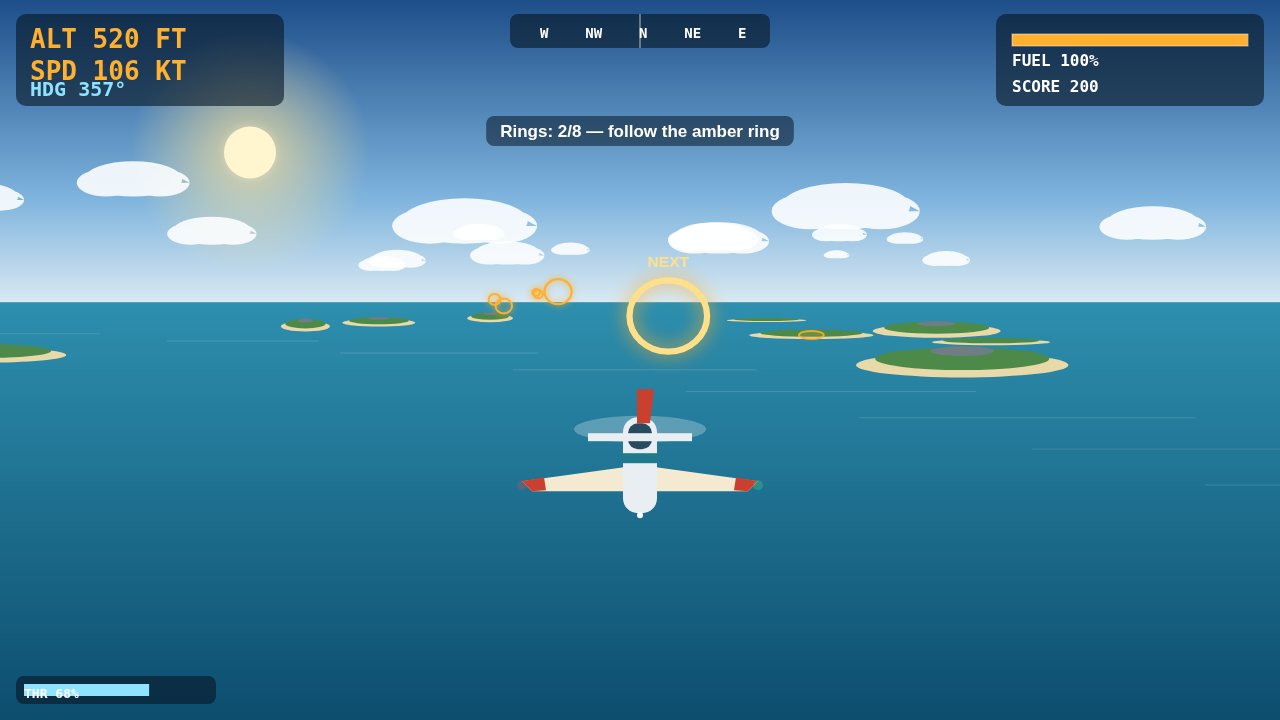 ALT 520 FT
SPD 106 KT
HDG 357°
W NW N NE E
FUEL 100%
SCORE 200
Rings: 2/8 — follow the amber ring
NEXT
THR 68%